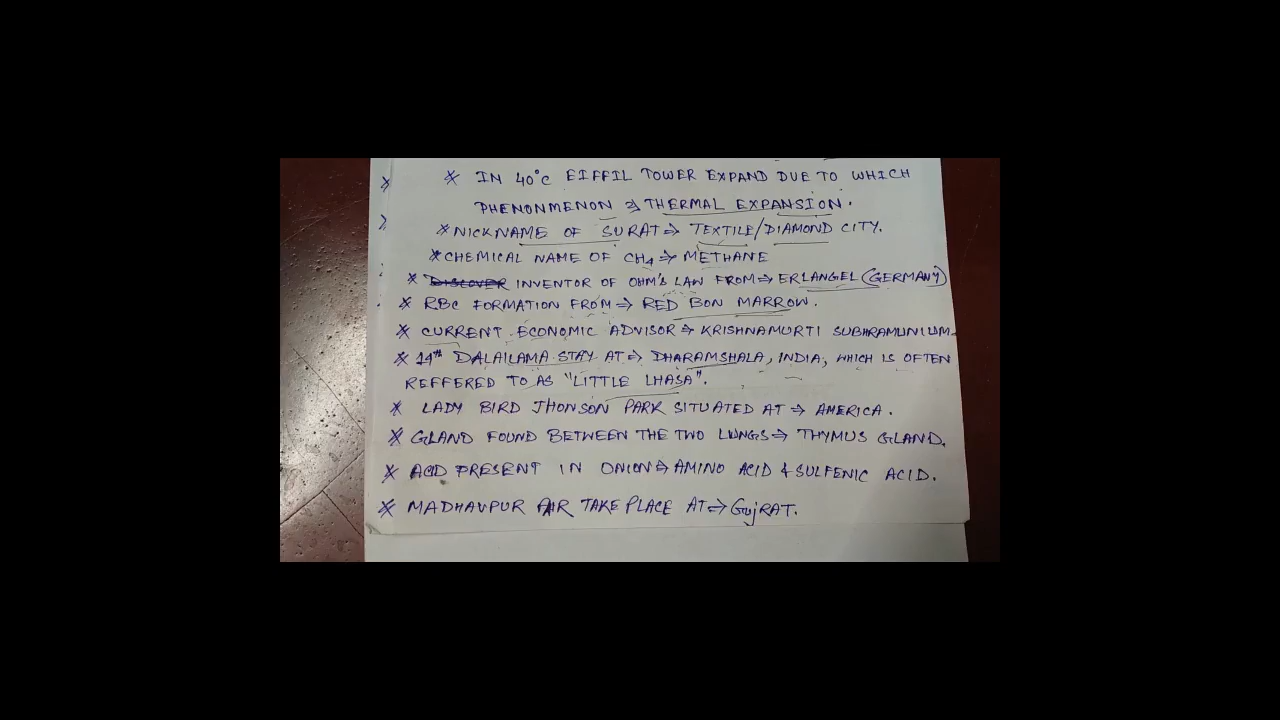 * IN 40°C EIFFIL TOWER EXPAND DUE TO WHICH
PHENONMENON ⇒ THERMAL EXPANSION.
* NICKNAME OF SURAT ⇒ TEXTILE/DIAMOND CITY.
* CHEMICAL NAME OF CH4 ⇒ METHANE
* DISCOVER INVENTOR OF OHM'S LAW FROM ⇒ ERLANGEL (GERMANY)
* RBC FORMATION FROM ⇒ RED BON MARROW.
* CURRENT ECONOMIC ADVISOR ⇒ KRISHNAMURTI SUBHRAMUNIUM.
* 14th DALAILAMA STAY AT ⇒ DHARAMSHALA, INDIA, WHICH IS OFTEN
REFFERED TO AS "LITTLE LHASA".
* LADY BIRD JHONSON PARK SITUATED AT ⇒ AMERICA.
* GLAND FOUND BETWEEN THE TWO LUNGS ⇒ THYMUS GLAND.
* ACID PRESENT IN ONION ⇒ AMINO ACID & SULFENIC ACID.
* MADHAVPUR TAKE PLACE AT ⇒ GUJRAT.